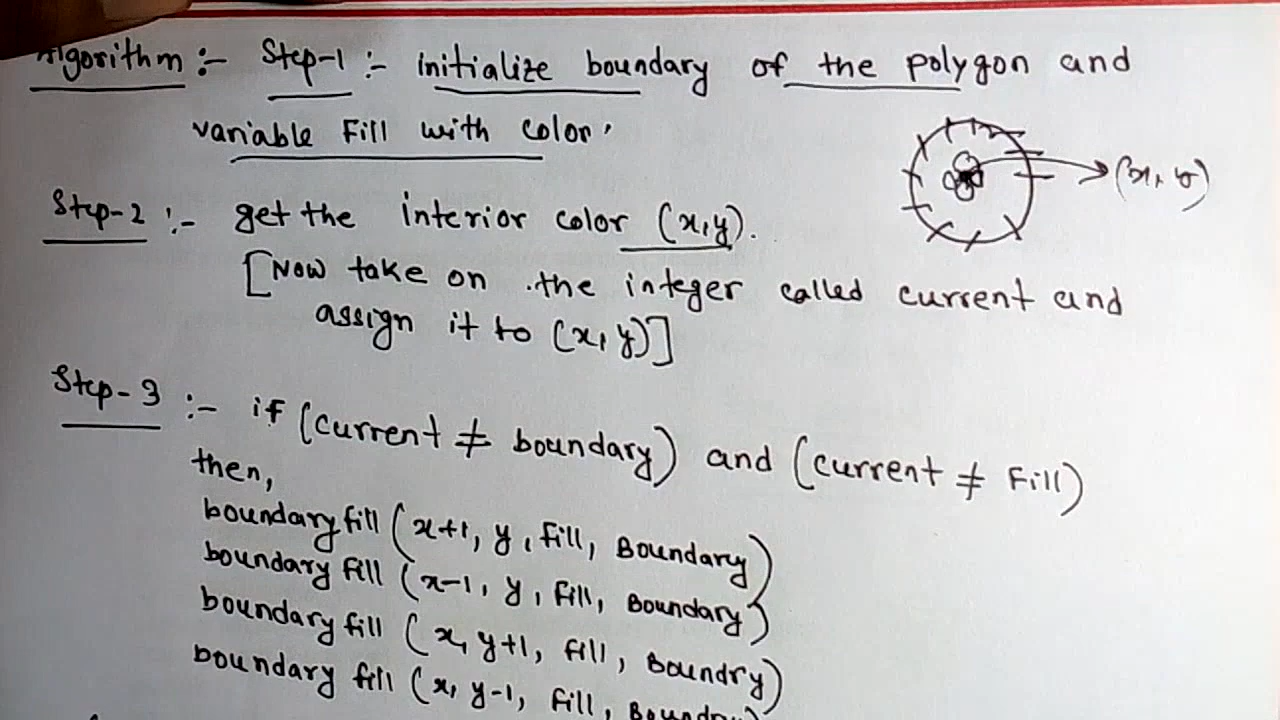 Algorithm :- Step-1 :- initialize boundary of the polygon and
variable Fill with color.
(x, y)
Step-2 :- get the interior color (x,y).
[Now take on the integer called current and
assign it to (x, y)]
Step-3 :- if (current ≠ boundary) and (current ≠ Fill)
then,
boundaryfill (x+1, y, fill, Boundary)
boundary fill (x-1, y, fill, Boundary)
boundary fill (x, y+1, fill, Boundry)
boundary fill (x, y-1, fill, Boundry)